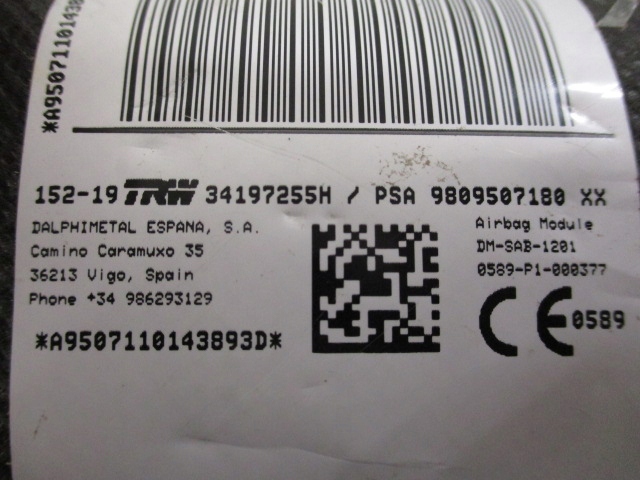 *A9507110143893D*
152-19 TRW 34197255H / PSA 9809507180 XX
DALPHIMETAL ESPANA, S.A.
Camino Caramuxo 35
36213 Vigo, Spain
Phone +34 986293129
*A9507110143893D*
Airbag Module
DM-SAB-1201
0589-P1-000377
CE 0589